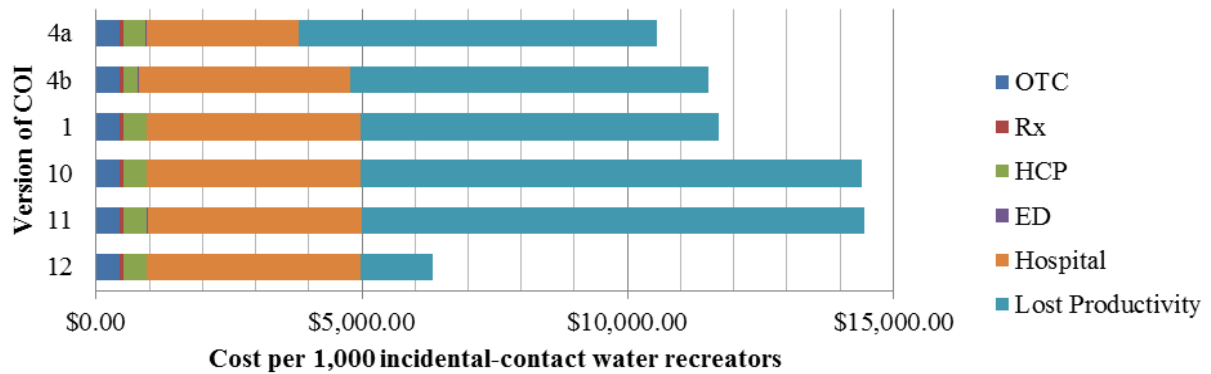 Version of COI
4a
4b
1
10
11
12
$0.00
$5,000.00
$10,000.00
$15,000.00
Cost per 1,000 incidental-contact water recreators
OTC
Rx
HCP
ED
Hospital
Lost Productivity